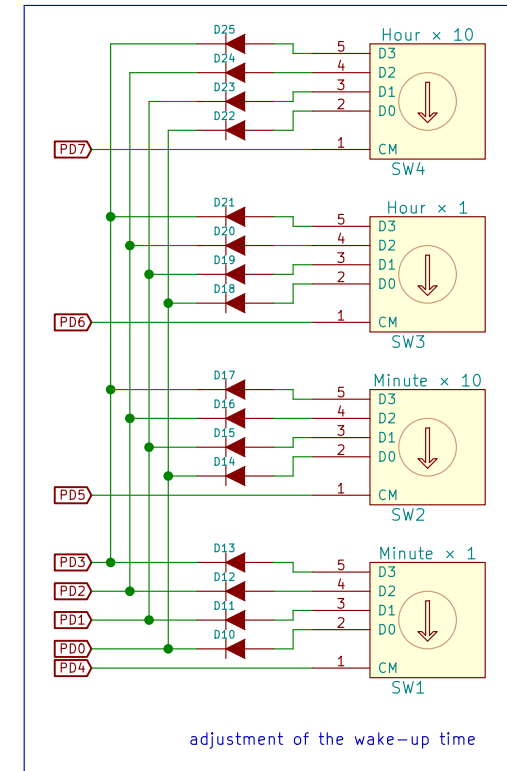 D25 Hour × 10
5 D3
D24 4 D2
D23 3 D1
D22 2 D0
PD7 1 CM
SW4
D21 Hour × 1
5 D3
D20 4 D2
D19 3 D1
D18 2 D0
PD6 1 CM
SW3
D17 Minute × 10
5 D3
D16 4 D2
D15 3 D1
D14 2 D0
PD5 1 CM
SW2
D13 Minute × 1
PD3 5 D3
PD2 D12 4 D2
PD1 D11 3 D1
PD0 D10 2 D0
PD4 1 CM
SW1
adjustment of the wake-up time